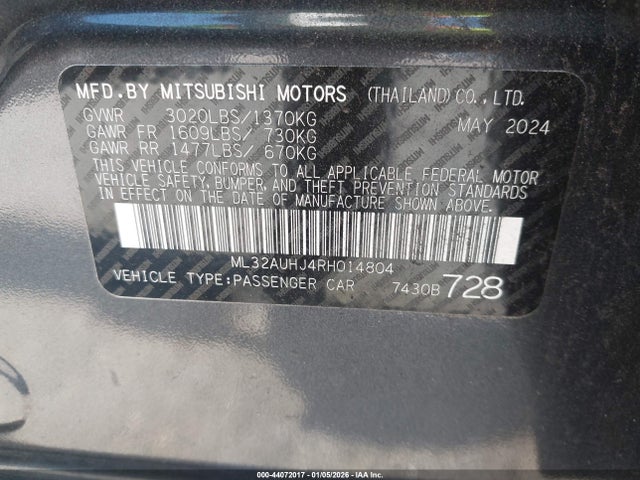 MFD.BY MITSUBISHI MOTORS (THAILAND) CO., LTD.
GVWR 3020LBS/1370KG MAY 2024
GAWR FR 1609LBS/ 730KG
GAWR RR 1477LBS/ 670KG
THIS VEHICLE CONFORMS TO ALL APPLICABLE FEDERAL MOTOR
VEHICLE SAFETY, BUMPER, AND THEFT PREVENTION STANDARDS
IN EFFECT ON THE DATE OF MANUFACTURE SHOWN ABOVE.
ML32AUHJ4RH014804
VEHICLE TYPE:PASSENGER CAR 7430B 728
000-44072017 - 01/05/2026 - IAA Inc.